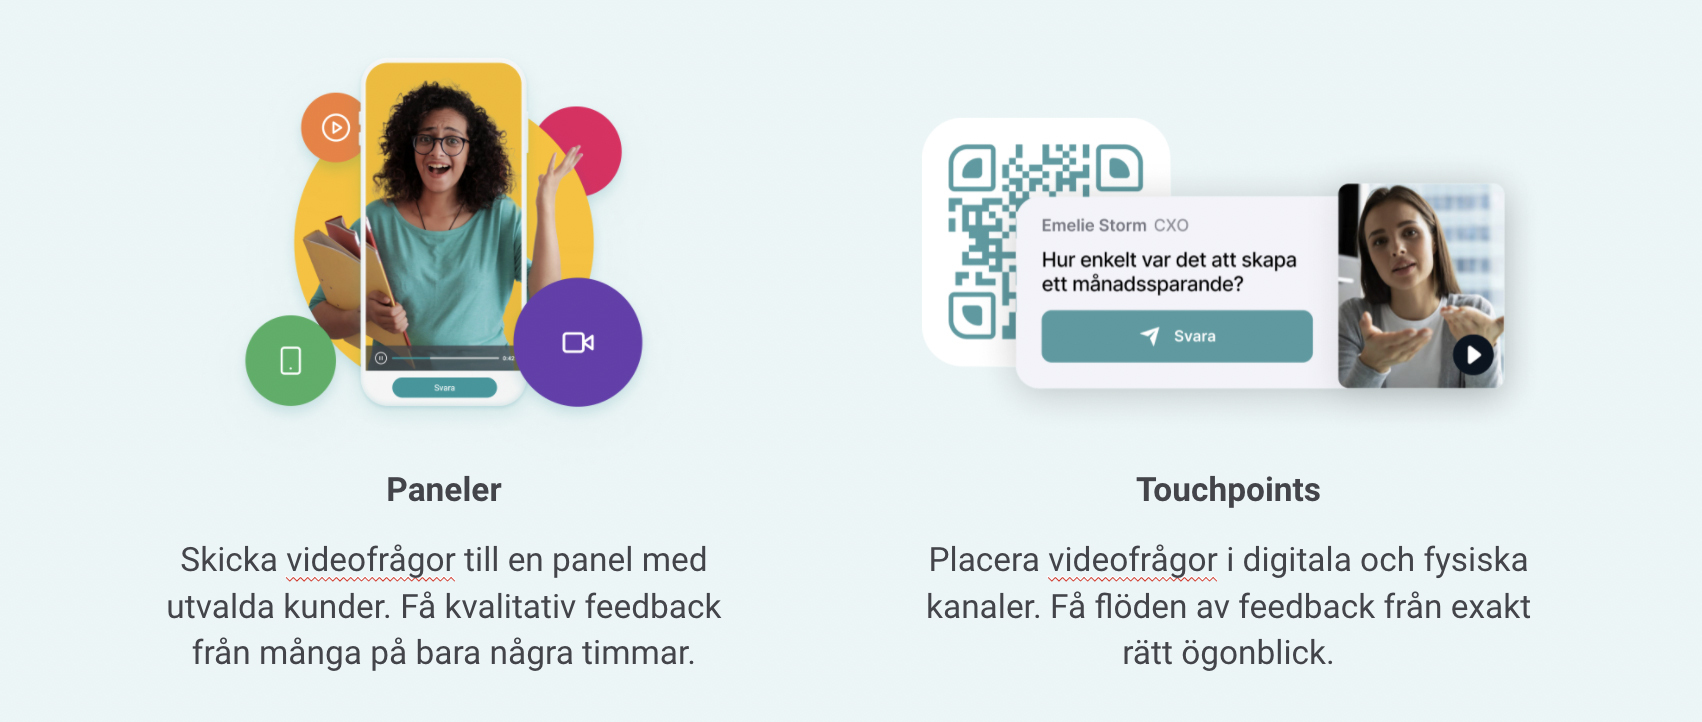 0:42
Svara
Emelie Storm CXO
Hur enkelt var det att skapa
ett månadssparande?
Svara
Paneler
Skicka videofrågor till en panel med
utvalda kunder. Få kvalitativ feedback
från många på bara några timmar.
Touchpoints
Placera videofrågor i digitala och fysiska
kanaler. Få flöden av feedback från exakt
rätt ögonblick.